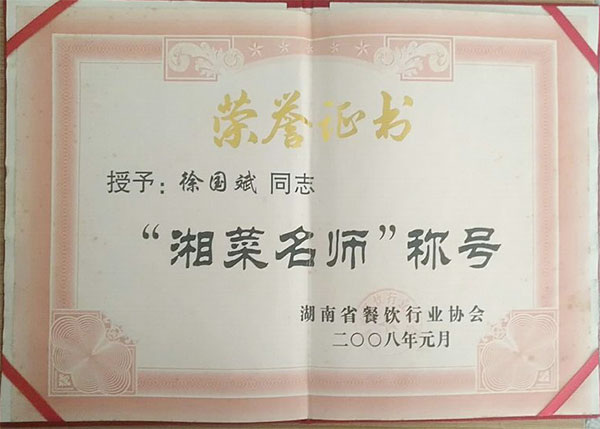 荣誉证书
授予：徐国斌 同志
“湘菜名师”称号
湖南省餐饮行业协会
二〇〇八年元月